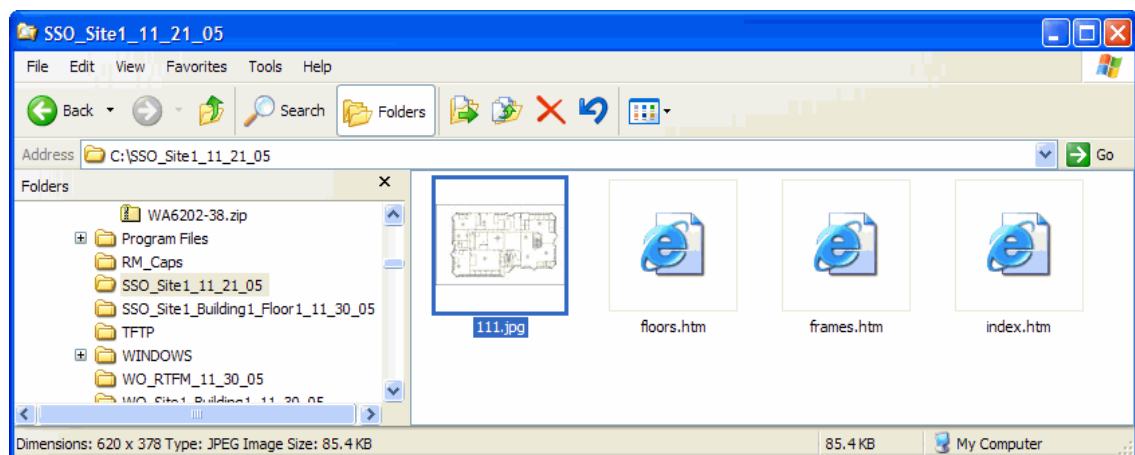 SSO_Site1_11_21_05
File Edit View Favorites Tools Help
Back Search Folders
Address C:\SSO_Site1_11_21_05 Go
Folders x
WA6202-38.zip
Program Files
RM_Caps
SSO_Site1_11_21_05
SSO_Site1_Building1_Floor1_11_30_05
TFTP
WINDOWS
WO_RTFM_11_30_05
WO_Site1_Building1_11_30_05
111.jpg floors.htm frames.htm index.htm
Dimensions: 620 x 378 Type: JPEG Image Size: 85.4 KB 85.4 KB My Computer